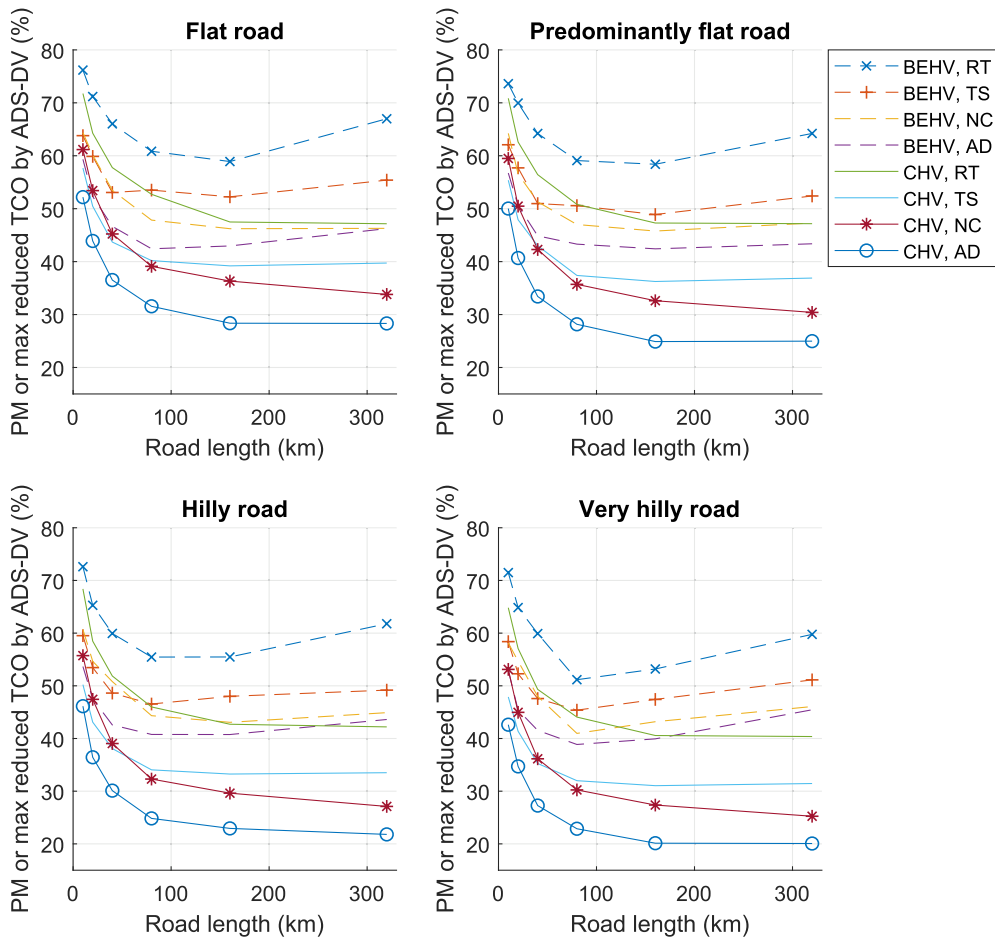 Flat road
PM or max reduced TCO by ADS-DV (%)
80
70
60
50
40
30
20
0
100
200
300
Road length (km)
Predominantly flat road
PM or max reduced TCO by ADS-DV (%)
80
70
60
50
40
30
20
0
100
200
300
Road length (km)
BEHV, RT
BEHV, TS
BEHV, NC
BEHV, AD
CHV, RT
CHV, TS
CHV, NC
CHV, AD
Hilly road
PM or max reduced TCO by ADS-DV (%)
80
70
60
50
40
30
20
0
100
200
300
Road length (km)
Very hilly road
PM or max reduced TCO by ADS-DV (%)
80
70
60
50
40
30
20
0
100
200
300
Road length (km)